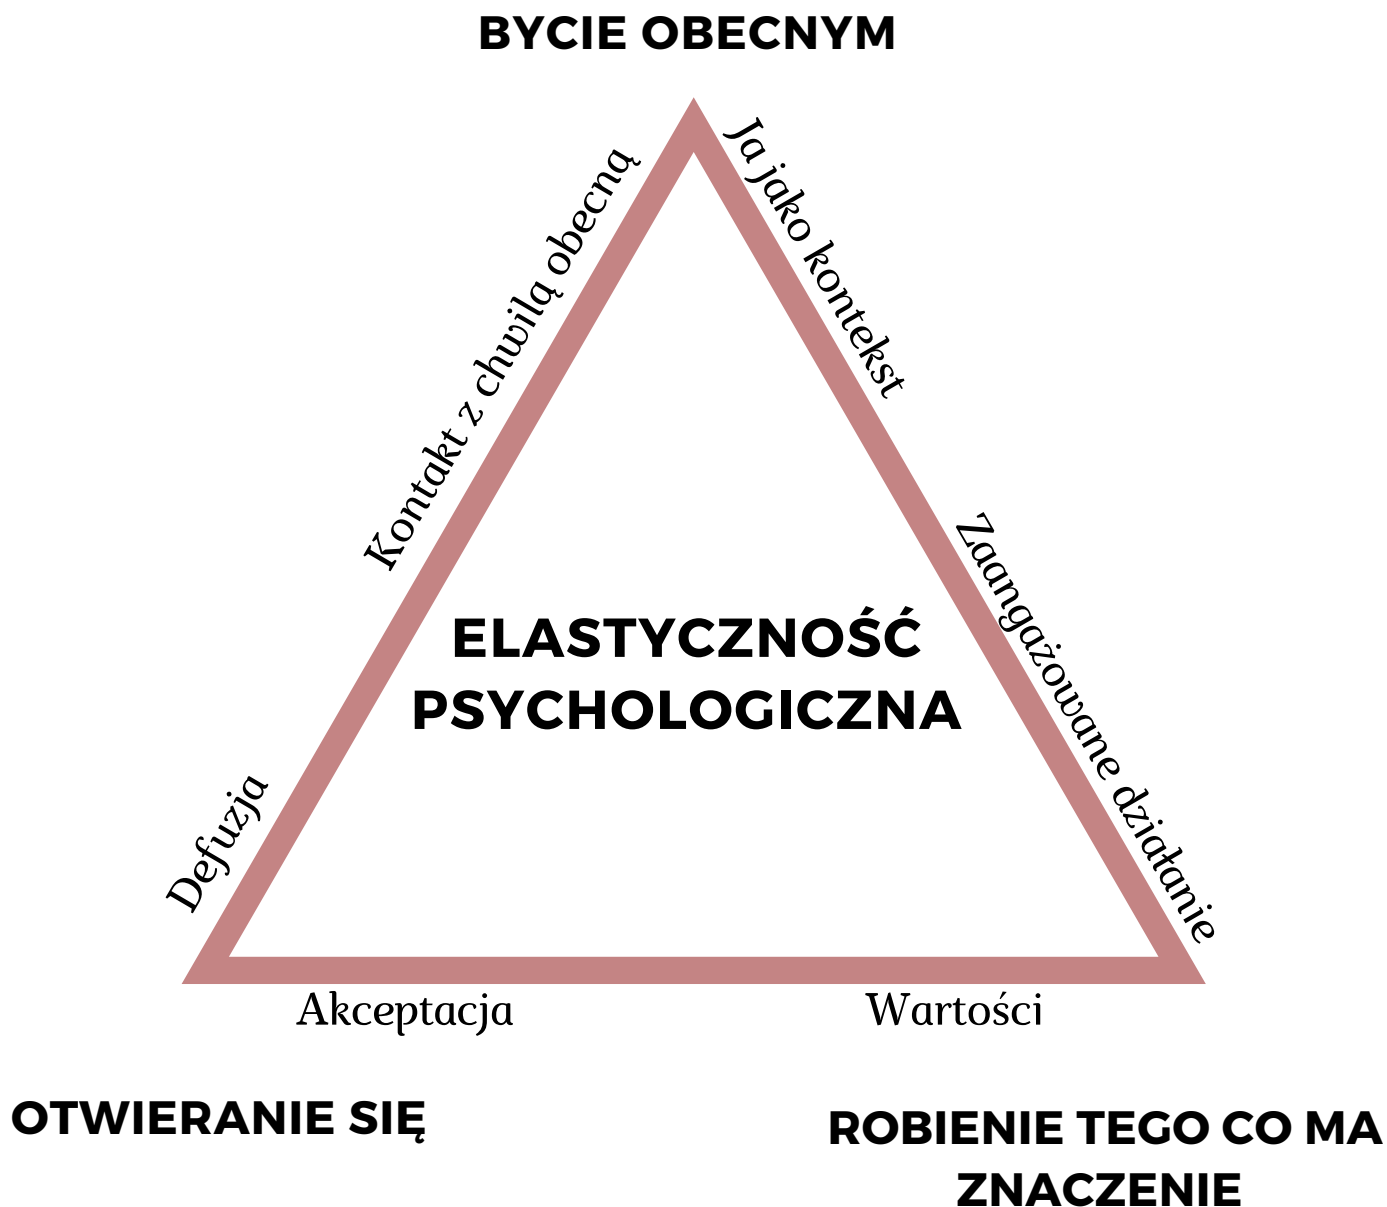 BYCIE OBECNYM
Kontakt z chwilą obecną
Ja jako kontekst
Zaangażowane działanie
ELASTYCZNOŚĆ
PSYCHOLOGICZNA
Defuzja
Akceptacja
Wartości
OTWIERANIE SIĘ
ROBIENIE TEGO CO MA
ZNACZENIE